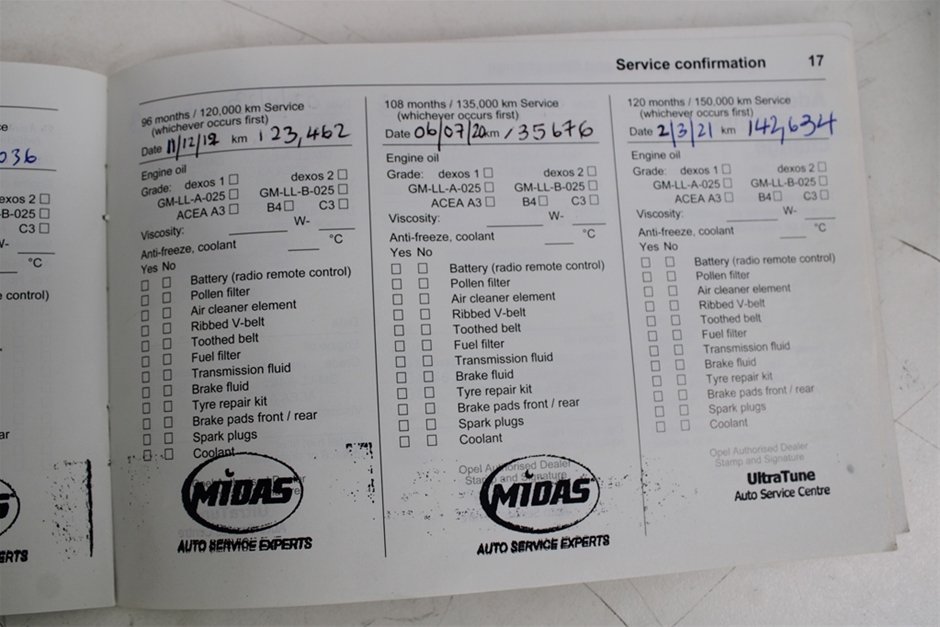 Service confirmation 17
036
exos 2
-B-025
C3
°C
e control)
ERTS
96 months / 120,000 km Service
(whichever occurs first)
Date 11/12/19 km 123,462
Engine oil
Grade: dexos 1 dexos 2
GM-LL-A-025 GM-LL-B-025
ACEA A3 B4 C3
Viscosity: W-
Anti-freeze, coolant °C
Yes No
Battery (radio remote control)
Pollen filter
Air cleaner element
Ribbed V-belt
Toothed belt
Fuel filter
Transmission fluid
Brake fluid
Tyre repair kit
Brake pads front / rear
Spark plugs
Coolant
MIDAS
AUTO SERVICE EXPERTS
108 months / 135,000 km Service
(whichever occurs first)
Date 06/07/20 km 135676
Engine oil
Grade: dexos 1 dexos 2
GM-LL-A-025 GM-LL-B-025
ACEA A3 B4 C3
Viscosity: W-
Anti-freeze, coolant °C
Yes No
Battery (radio remote control)
Pollen filter
Air cleaner element
Ribbed V-belt
Toothed belt
Fuel filter
Transmission fluid
Brake fluid
Tyre repair kit
Brake pads front / rear
Spark plugs
Coolant
Opel Authorised Dealer
Stamp and Signature
MIDAS
AUTO SERVICE EXPERTS
120 months / 150,000 km Service
(whichever occurs first)
Date 2/3/21 km 142,634
Engine oil
Grade: dexos 1 dexos 2
GM-LL-A-025 GM-LL-B-025
ACEA A3 B4 C3
Viscosity: W-
Anti-freeze, coolant °C
Yes No
Battery (radio remote control)
Pollen filter
Air cleaner element
Ribbed V-belt
Toothed belt
Fuel filter
Transmission fluid
Brake fluid
Tyre repair kit
Brake pads front / rear
Spark plugs
Coolant
Opel Authorised Dealer
Stamp and Signature
UltraTune
Auto Service Centre